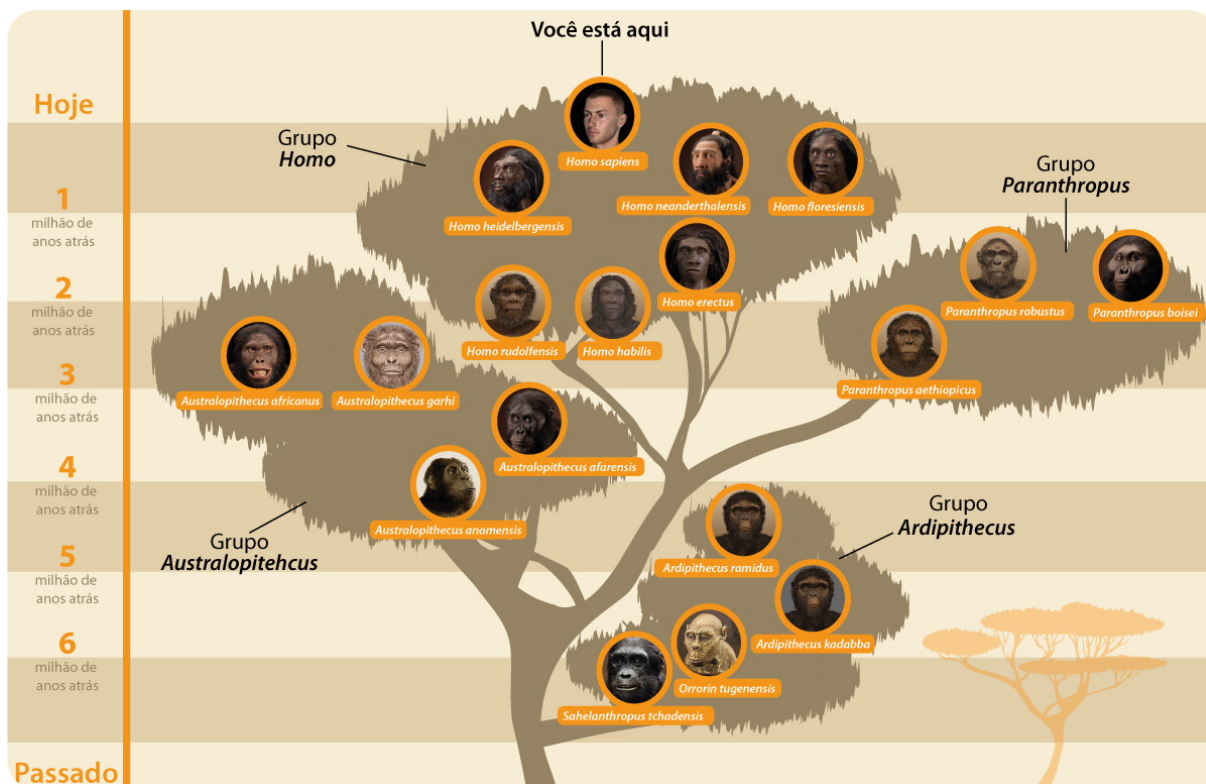 Você está aqui
Hoje
Grupo
Homo
Homo sapiens
Grupo
Paranthropus
1
milhão de
anos atrás
Homo heidelbergensis
Homo neanderthalensis
Homo floresiensis
2
milhão de
anos atrás
Homo erectus
Paranthropus robustus
Paranthropus boisei
Homo rudolfensis
Homo habilis
Paranthropus aethiopicus
3
milhão de
anos atrás
Australopithecus africanus
Australopithecus garhi
Australopithecus afarensis
4
milhão de
anos atrás
Australopithecus anamensis
Grupo
Australopitehcus
Grupo
Ardipithecus
5
milhão de
anos atrás
Ardipithecus ramidus
Ardipithecus kadabba
6
milhão de
anos atrás
Orrorin tugenensis
Sahelanthropus tchadensis
Passado